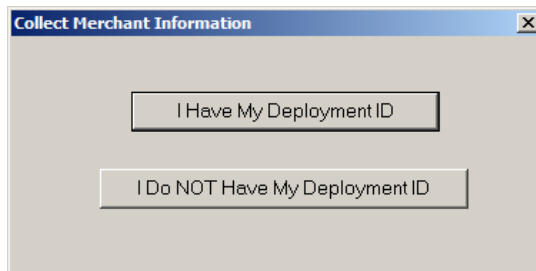 Collect Merchant Information
I Have My Deployment ID
I Do NOT Have My Deployment ID